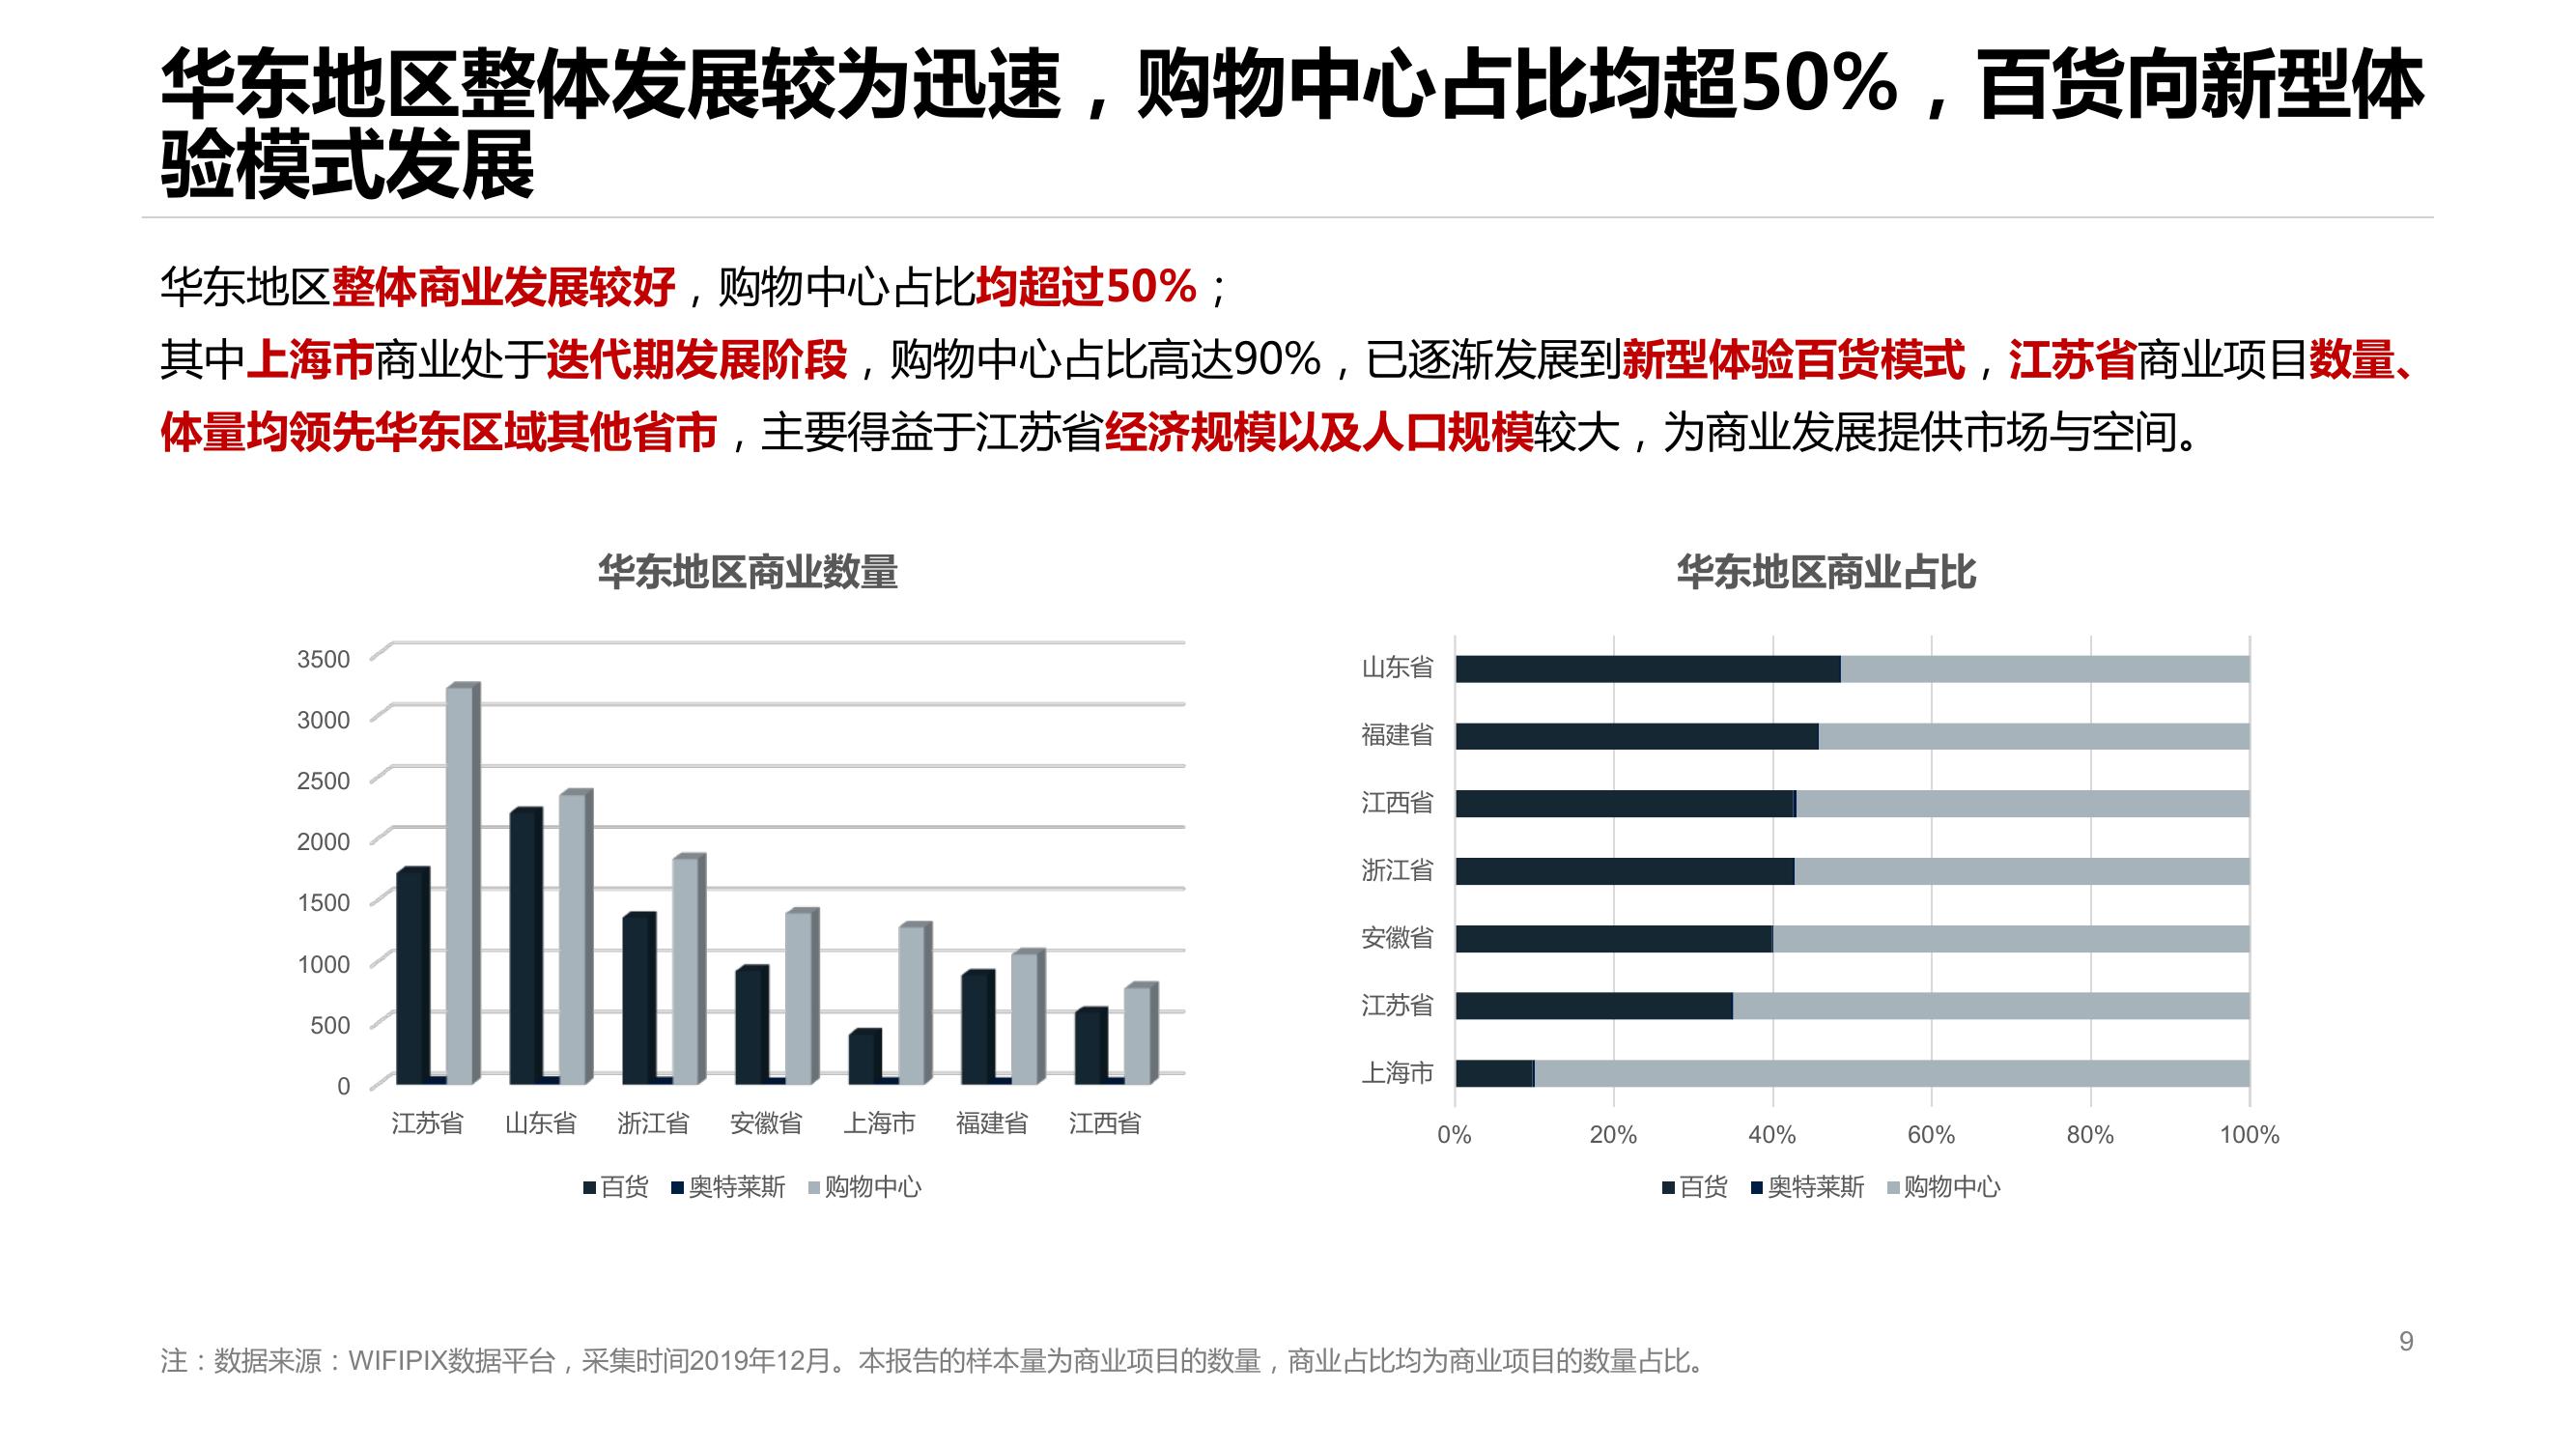 华东地区整体发展较为迅速，购物中心占比均超50%，百货向新型体
验模式发展
华东地区整体商业发展较好，购物中心占比均超过50%；
其中上海市商业处于迭代期发展阶段，购物中心占比高达90%，已逐渐发展到新型体验百货模式，江苏省商业项目数量、
体量均领先华东区域其他省市，主要得益于江苏省经济规模以及人口规模较大，为商业发展提供市场与空间。
华东地区商业数量
3500
3000
2500
2000
1500
1000
500
0
江苏省 山东省 浙江省 安徽省 上海市 福建省 江西省
百货 奥特莱斯 购物中心
华东地区商业占比
山东省
福建省
江西省
浙江省
安徽省
江苏省
上海市
0% 20% 40% 60% 80% 100%
百货 奥特莱斯 购物中心
注：数据来源：WIFIPIX数据平台，采集时间2019年12月。本报告的样本量为商业项目的数量，商业占比均为商业项目的数量占比。
9